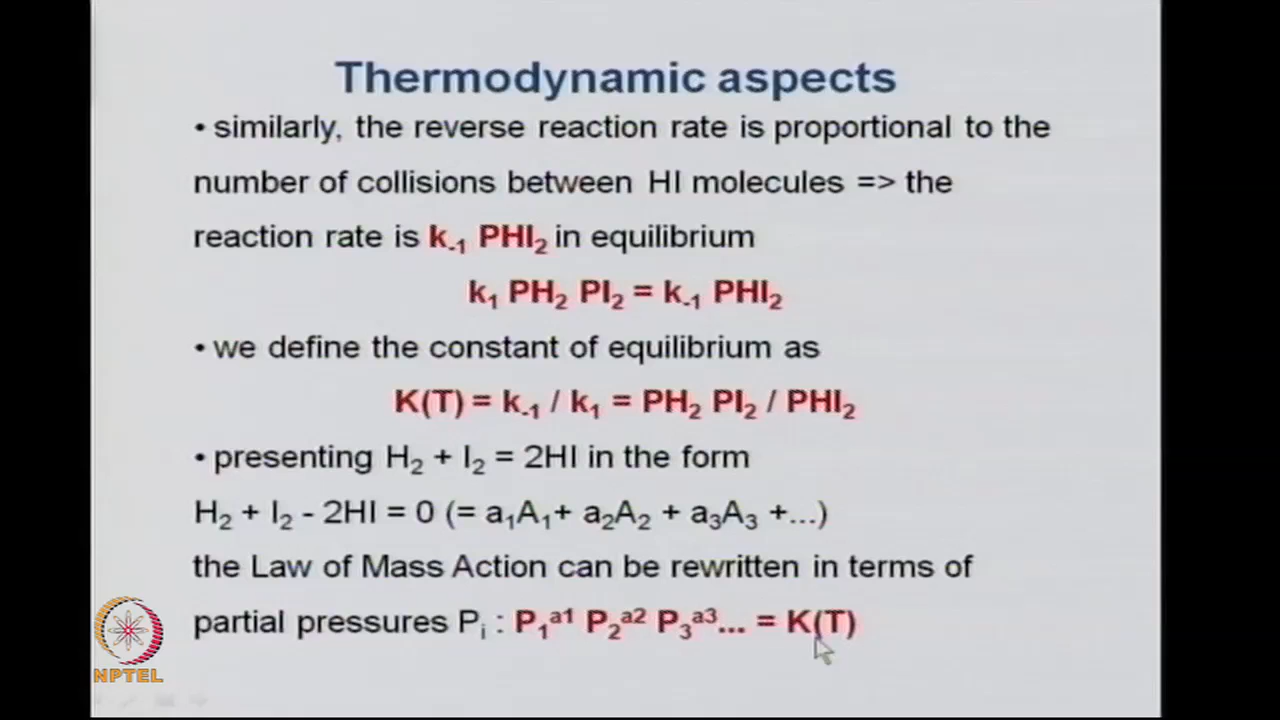 Thermodynamic aspects
• similarly, the reverse reaction rate is proportional to the
number of collisions between HI molecules => the
reaction rate is k₋₁ PHI₂ in equilibrium
k₁ PH₂ PI₂ = k₋₁ PHI₂
• we define the constant of equilibrium as
K(T) = k₋₁ / k₁ = PH₂ PI₂ / PHI₂
• presenting H₂ + I₂ = 2HI in the form
H₂ + I₂ - 2HI = 0 (= a₁A₁+ a₂A₂ + a₃A₃ +...)
the Law of Mass Action can be rewritten in terms of
partial pressures Pᵢ : P₁ᵃ¹ P₂ᵃ² P₃ᵃ³... = K(T)
NPTEL